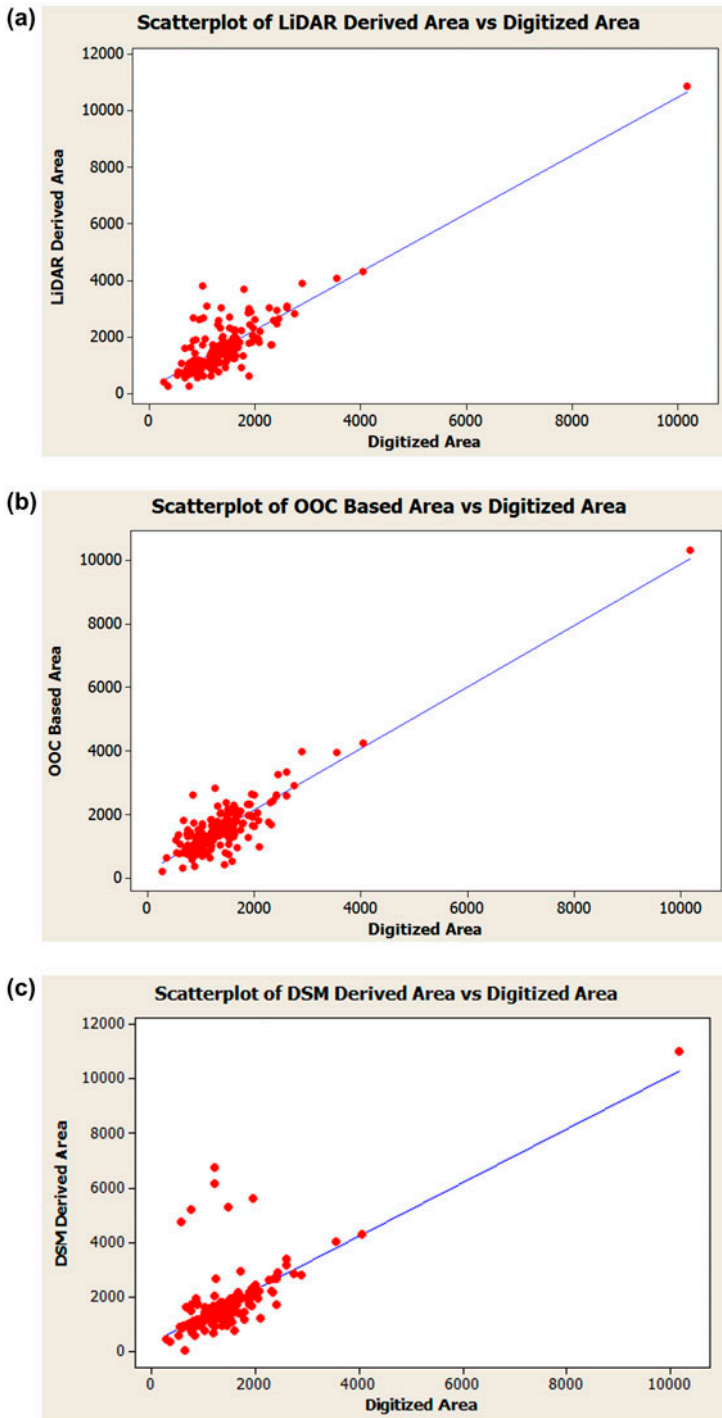 (a)
Scatterplot of LiDAR Derived Area vs Digitized Area
12000
10000
8000
6000
4000
2000
0
LiDAR Derived Area
0 2000 4000 6000 8000 10000
Digitized Area
(b)
Scatterplot of OOC Based Area vs Digitized Area
10000
8000
6000
4000
2000
0
OOC Based Area
0 2000 4000 6000 8000 10000
Digitized Area
(c)
Scatterplot of DSM Derived Area vs Digitized Area
12000
10000
8000
6000
4000
2000
0
DSM Derived Area
0 2000 4000 6000 8000 10000
Digitized Area